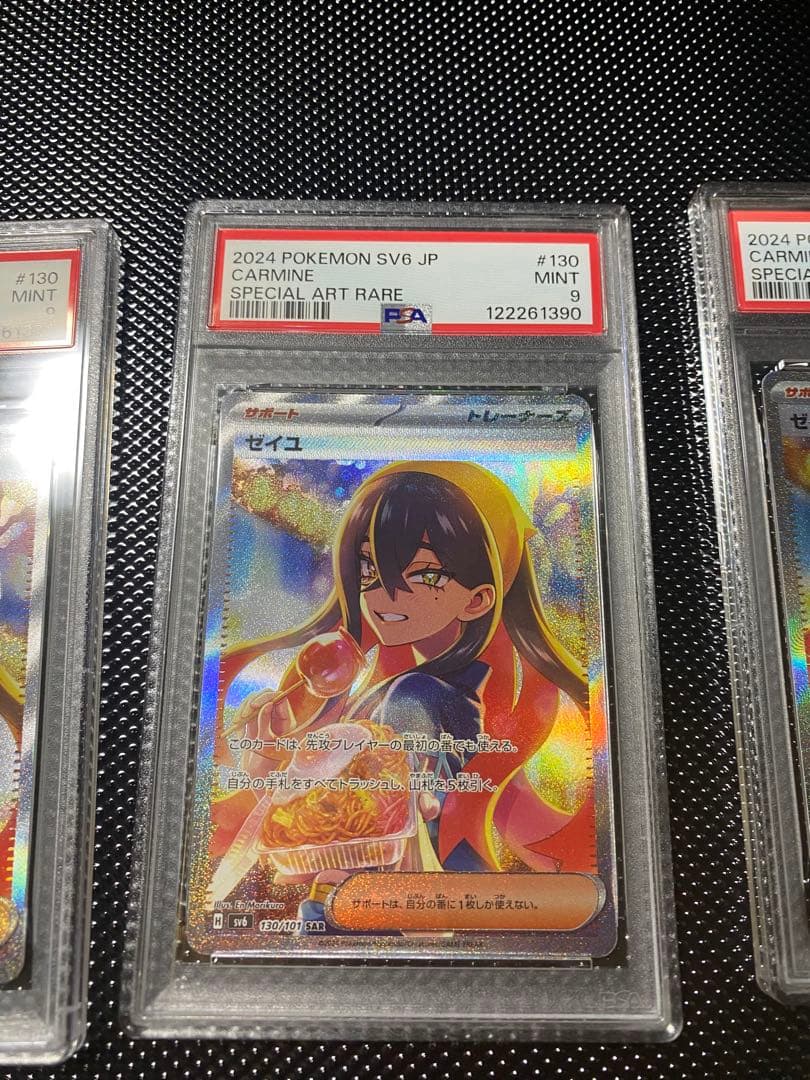 #130
MINT
9
2024 POKEMON SV6 JP #130
CARMINE MINT
SPECIAL ART RARE 9
PSA 122261390
サポート トレーナーズ
ゼイユ
このカードは、先攻プレイヤーの最初の番でも使える。
自分の手札をすべてトラッシュし、山札を5枚引く。
サポートは、自分の番に1枚しか使えない。
Illus. En Morikura
H SV6 130/101 SAR
PSA
2024 P
CARMI
SPECIA